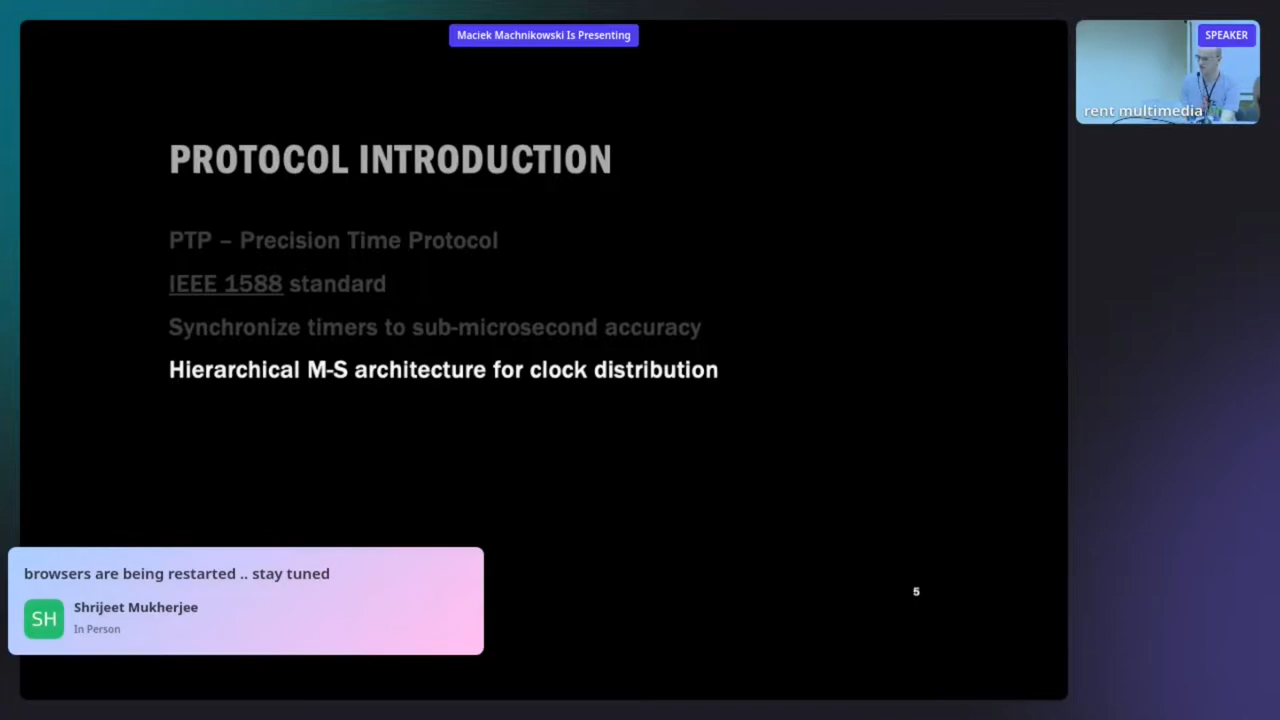 Maciek Machnikowski Is Presenting
SPEAKER
rent multimedia
PROTOCOL INTRODUCTION
PTP – Precision Time Protocol
IEEE 1588 standard
Synchronize timers to sub-microsecond accuracy
Hierarchical M-S architecture for clock distribution
browsers are being restarted .. stay tuned
SH
Shrijeet Mukherjee
In Person
5